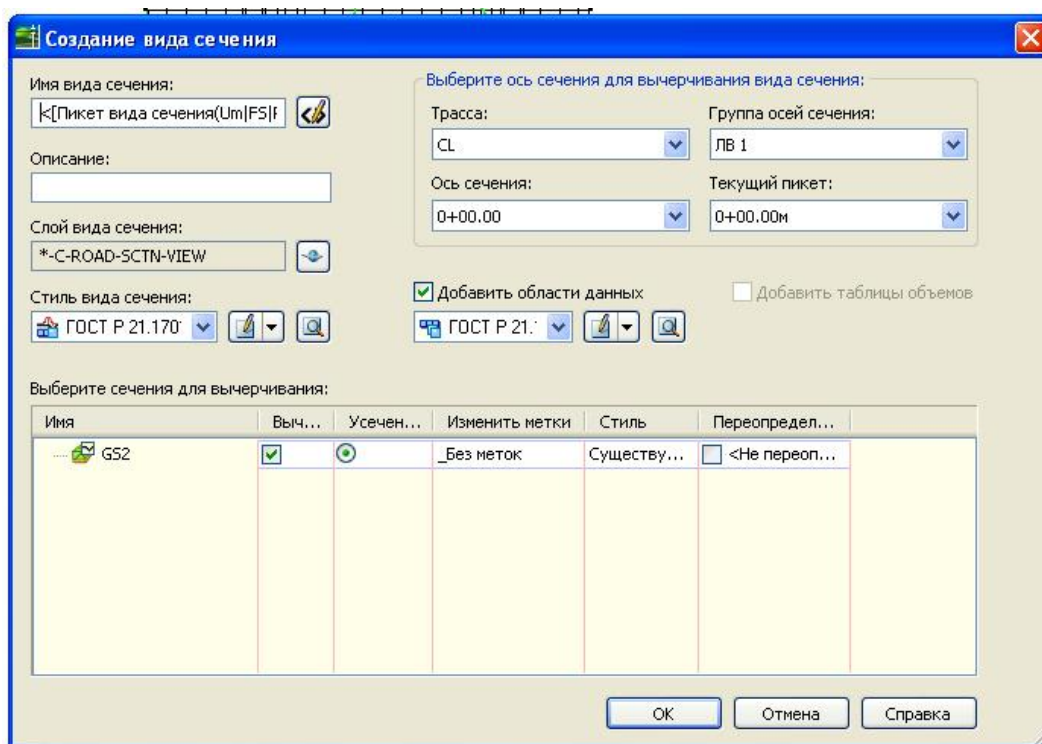 Создание вида сечения
Имя вида сечения:
<[Пикет вида сечения(Um|FS|F
Описание:
Слой вида сечения:
*-C-ROAD-SCTN-VIEW
Стиль вида сечения:
ГОСТ Р 21.170
Выберите ось сечения для вычерчивания вида сечения:
Трасса:
Группа осей сечения:
CL
ЛВ 1
Ось сечения:
Текущий пикет:
0+00.00
0+00.00м
Добавить области данных
Добавить таблицы объемов
ГОСТ Р 21.
Выберите сечения для вычерчивания:
Имя
Выч...
Усечен...
Изменить метки
Стиль
Переопредел...
GS2
_Без меток
Существу...
<Не переоп...
OK
Отмена
Справка